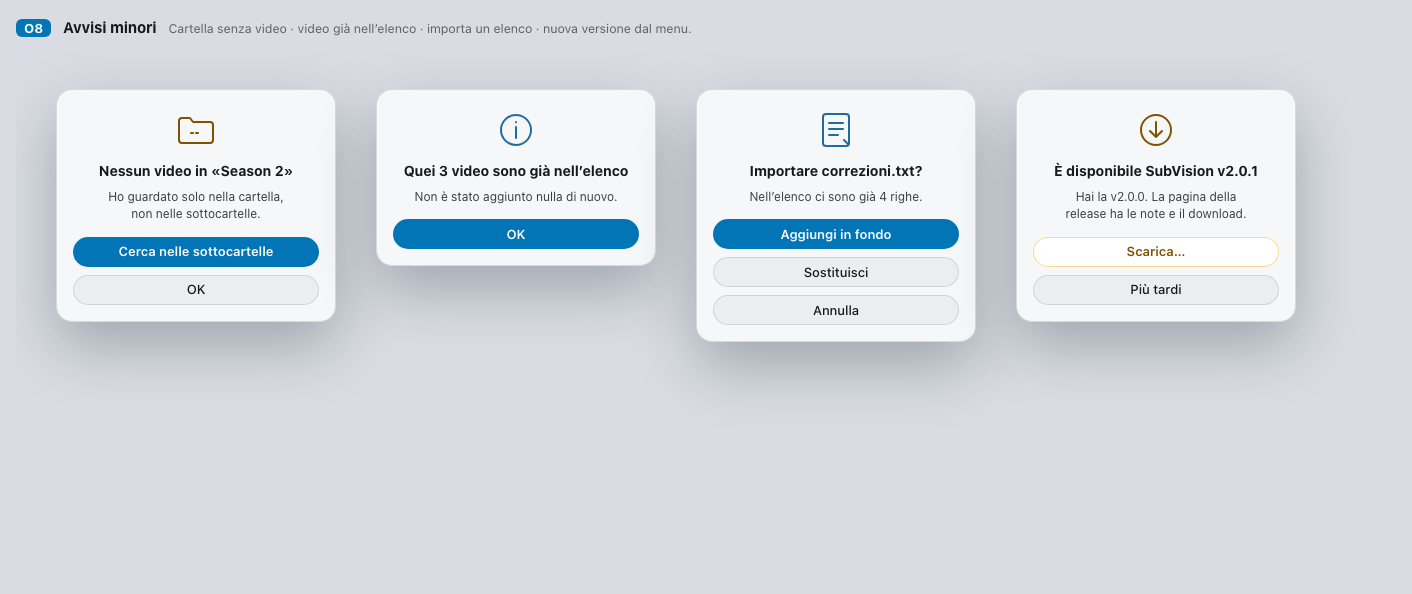 O8 Avvisi minori Cartella senza video · video già nell’elenco · importa un elenco · nuova versione dal menu.
Nessun video in «Season 2»
Ho guardato solo nella cartella,
non nelle sottocartelle.
Cerca nelle sottocartelle
OK
Quei 3 video sono già nell’elenco
Non è stato aggiunto nulla di nuovo.
OK
Importare correzioni.txt?
Nell’elenco ci sono già 4 righe.
Aggiungi in fondo
Sostituisci
Annulla
È disponibile SubVision v2.0.1
Hai la v2.0.0. La pagina della
release ha le note e il download.
Scarica...
Più tardi